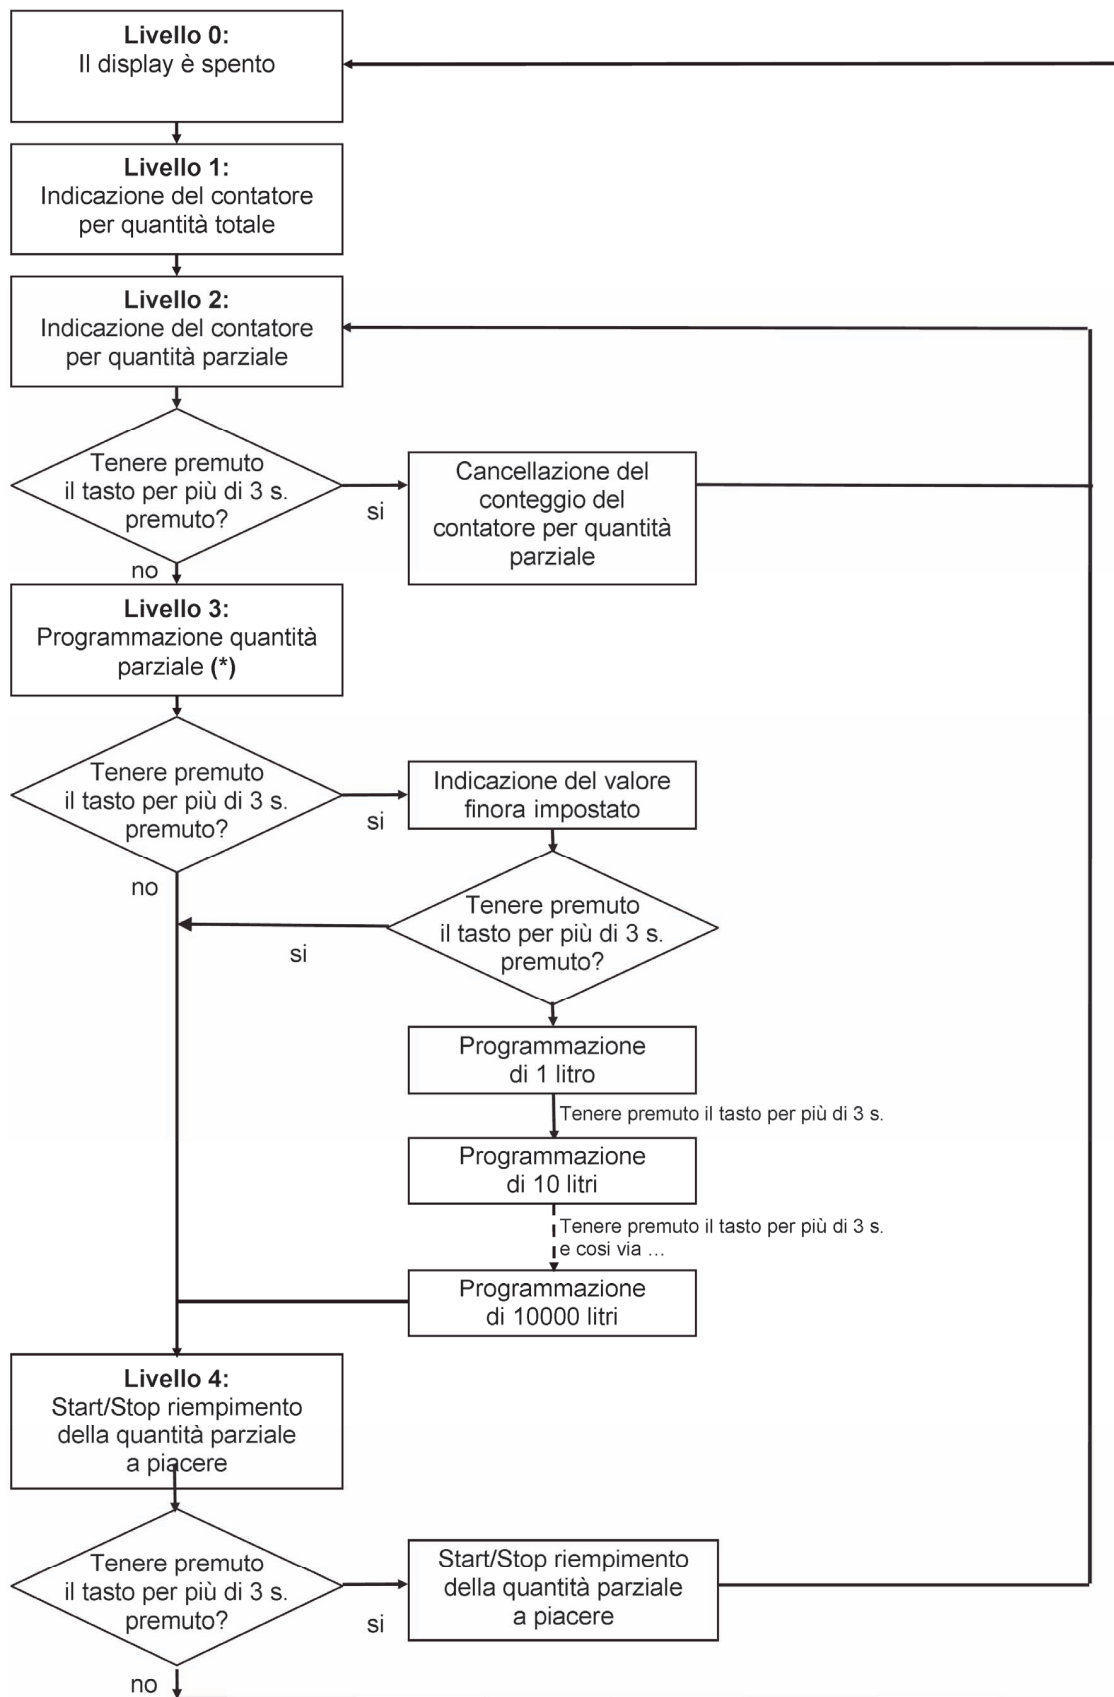 Livello 0:
Il display è spento
Livello 1:
Indicazione del contatore
per quantità totale
Livello 2:
Indicazione del contatore
per quantità parziale
Tenere premuto
il tasto per più di 3 s.
premuto?
si
Cancellazione del
conteggio del
contatore per quantità
parziale
no
Livello 3:
Programmazione quantità
parziale (*)
Tenere premuto
il tasto per più di 3 s.
premuto?
si
Indicazione del valore
finora impostato
no
Tenere premuto
il tasto per più di 3 s.
premuto?
si
Programmazione
di 1 litro
Tenere premuto il tasto per più di 3 s.
Programmazione
di 10 litri
Tenere premuto il tasto per più di 3 s.
e cosi via ...
Programmazione
di 10000 litri
Livello 4:
Start/Stop riempimento
della quantità parziale
a piacere
Tenere premuto
il tasto per più di 3 s.
premuto?
si
Start/Stop riempimento
della quantità parziale
a piacere
no